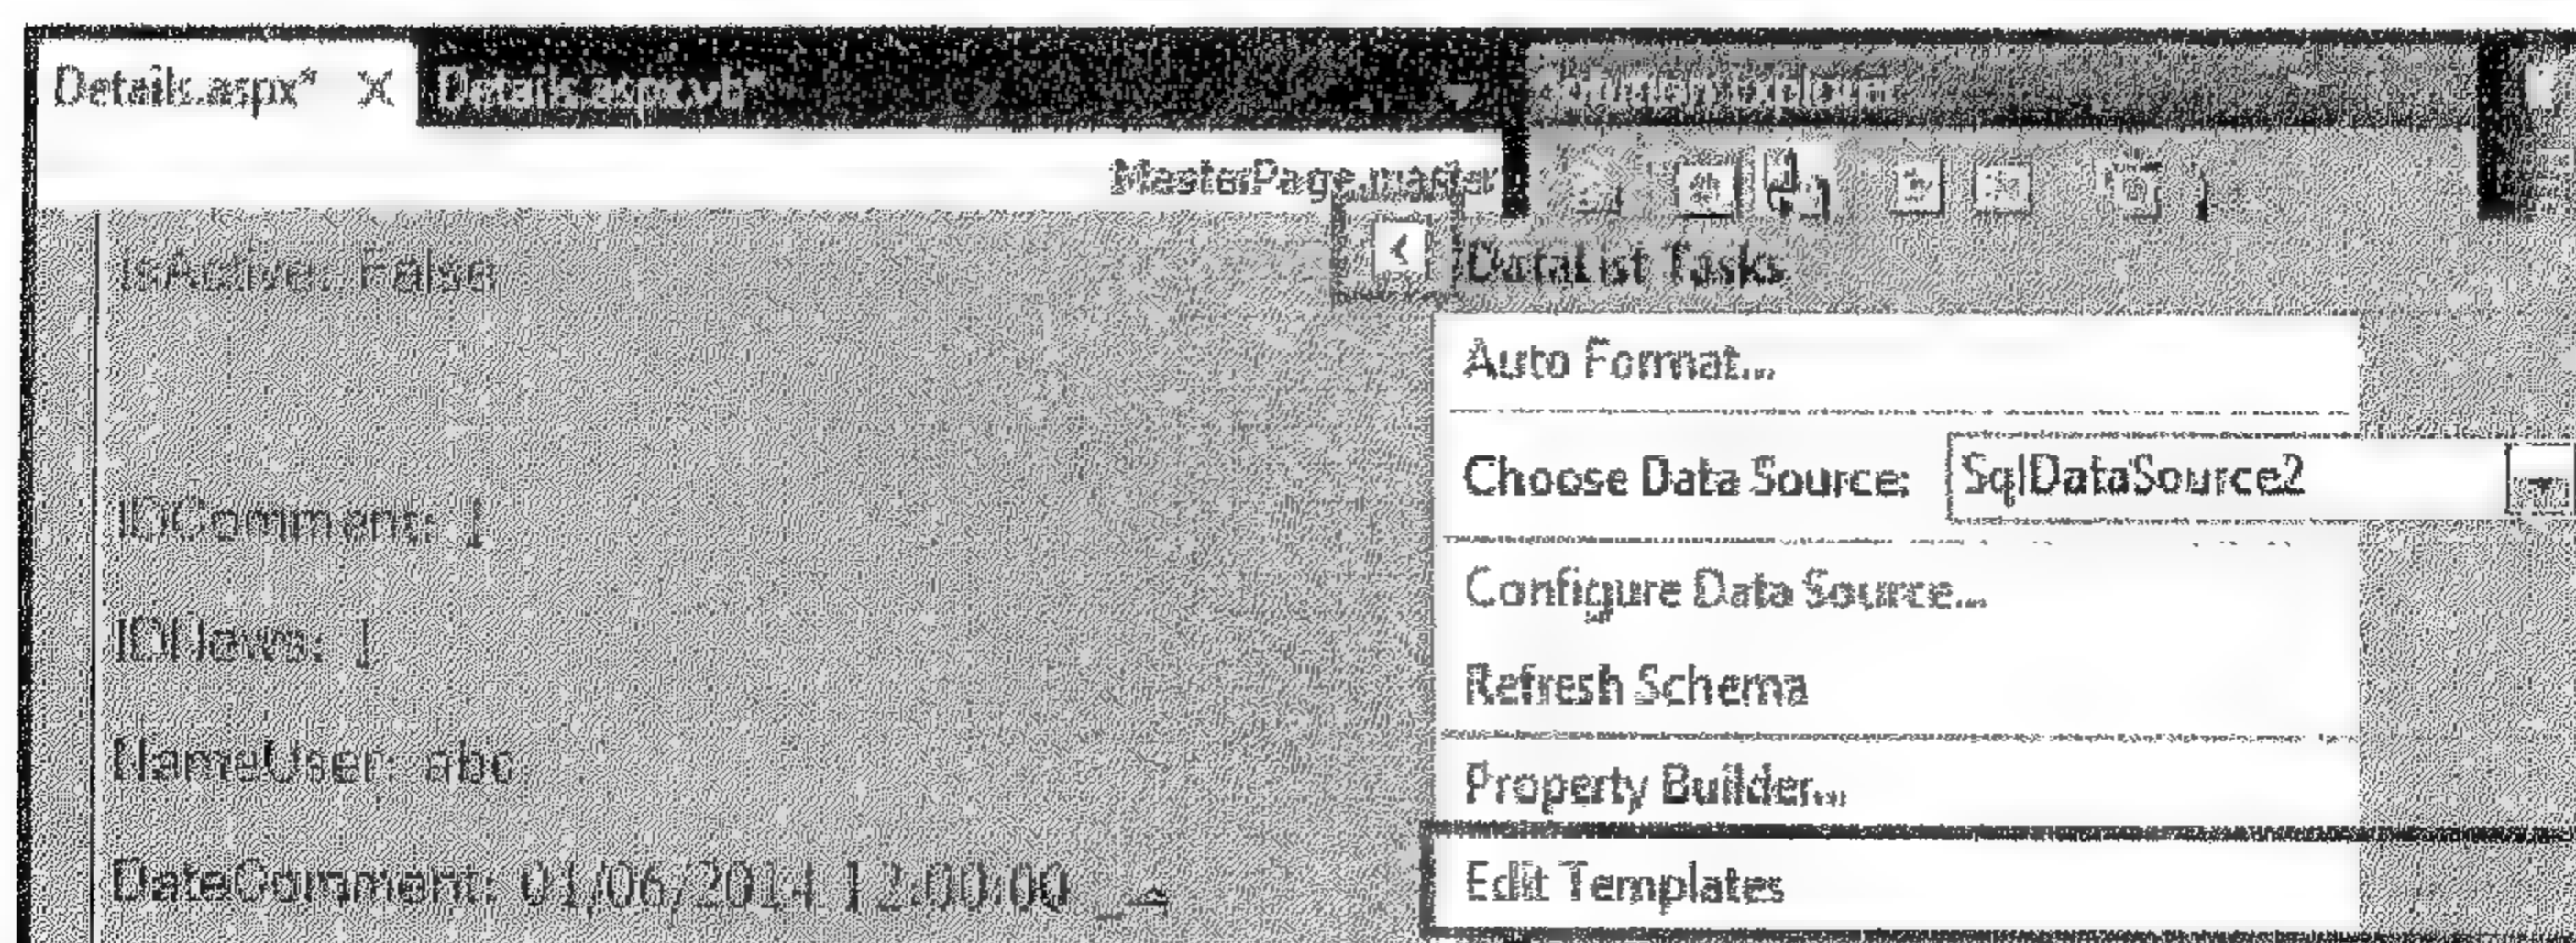 Details.aspx* X Details.aspx.vb*
Solution Explorer
MasterPage.master
IsActive: False
IDComment: 1
IDNews: 1
NameUser: abc
DateComment: 01/06/2014 12:00:00
DataList Tasks
Auto Format...
Choose Data Source: SqlDataSource2
Configure Data Source...
Refresh Schema
Property Builder...
Edit Templates